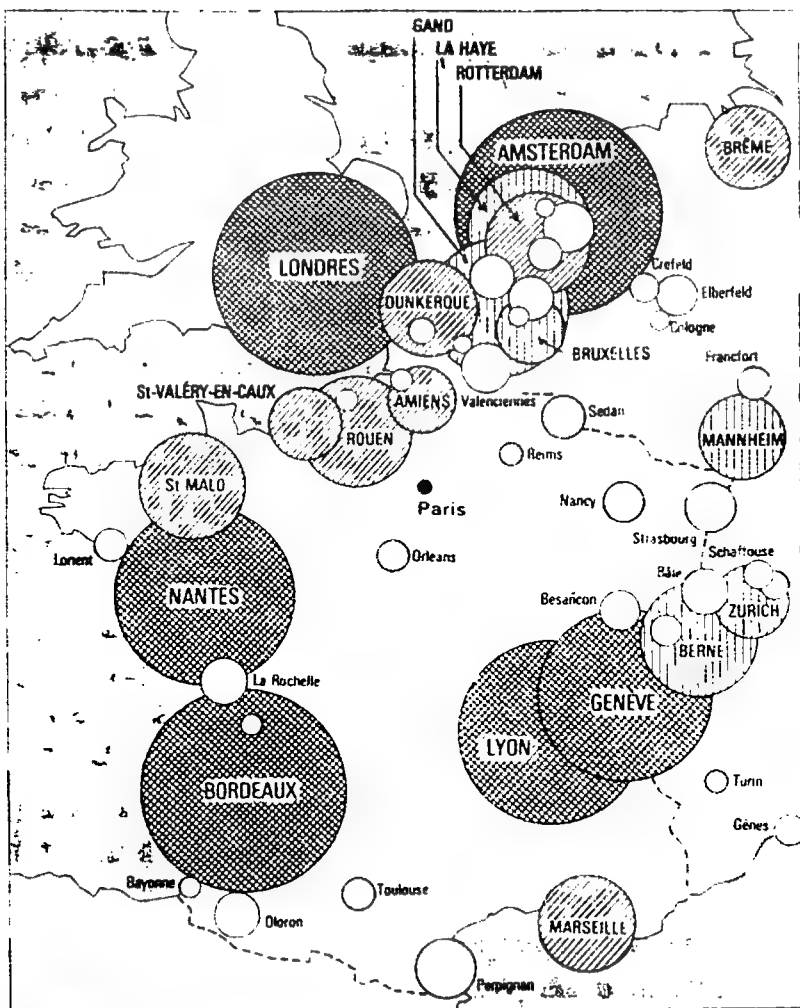 GAND
LA HAYE
ROTTERDAM
AMSTERDAM
BRÊME
LONDRES
Crefeld
Elberfeld
DUNKERQUE
Cologne
BRUXELLES
Francfort
St-VALÉRY-EN-CAUX
AMIENS
Valenciennes
Sedan
ROUEN
MANNHEIM
Reims
St MALO
Paris
Nancy
Strasbourg
Lorient
Orléans
Schaffouse
Bâle
NANTES
Besançon
ZURICH
BERNE
La Rochelle
GENÈVE
LYON
Turin
BORDEAUX
Gênes
Bayonne
Toulouse
Oloron
MARSEILLE
Perpignan